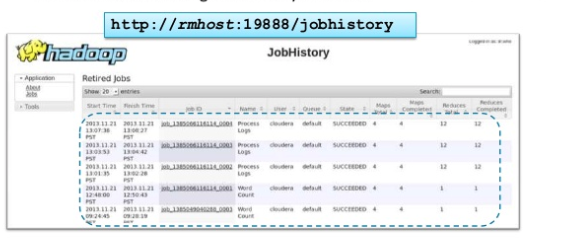 http://rmhost:19888/jobhistory
hadoop
JobHistory
Logged in as:
Application
About
Jobs
Tools
Retired Jobs
Show 20 entries
Search:
Start Time Finish Time Job ID Name User Queue State Maps Total Maps Completed Reduces Total Reduces Completed
2013.11.21 2013.11.21 job_1385066116114_0004 Process cloudera default SUCCEEDED 4 4 12 12
13:07:38 13:08:27 Logs
PST PST
2013.11.21 2013.11.21 job_1385066116114_0003 Process cloudera default SUCCEEDED 4 4 12 12
13:03:53 13:04:42 Logs
PST PST
2013.11.21 2013.11.21 job_1385066116114_0002 Process cloudera default SUCCEEDED 4 4 12 12
13:01:35 13:02:28 Logs
PST PST
2013.11.21 2013.11.21 job_1385066116114_0001 Word cloudera default SUCCEEDED 4 4 1 1
12:48:00 12:50:43 Count
PST PST
2013.11.21 2013.11.21 job_1385049040288_0003 Word cloudera default SUCCEEDED 4 4 1 1
09:24:45 09:28:19 Count